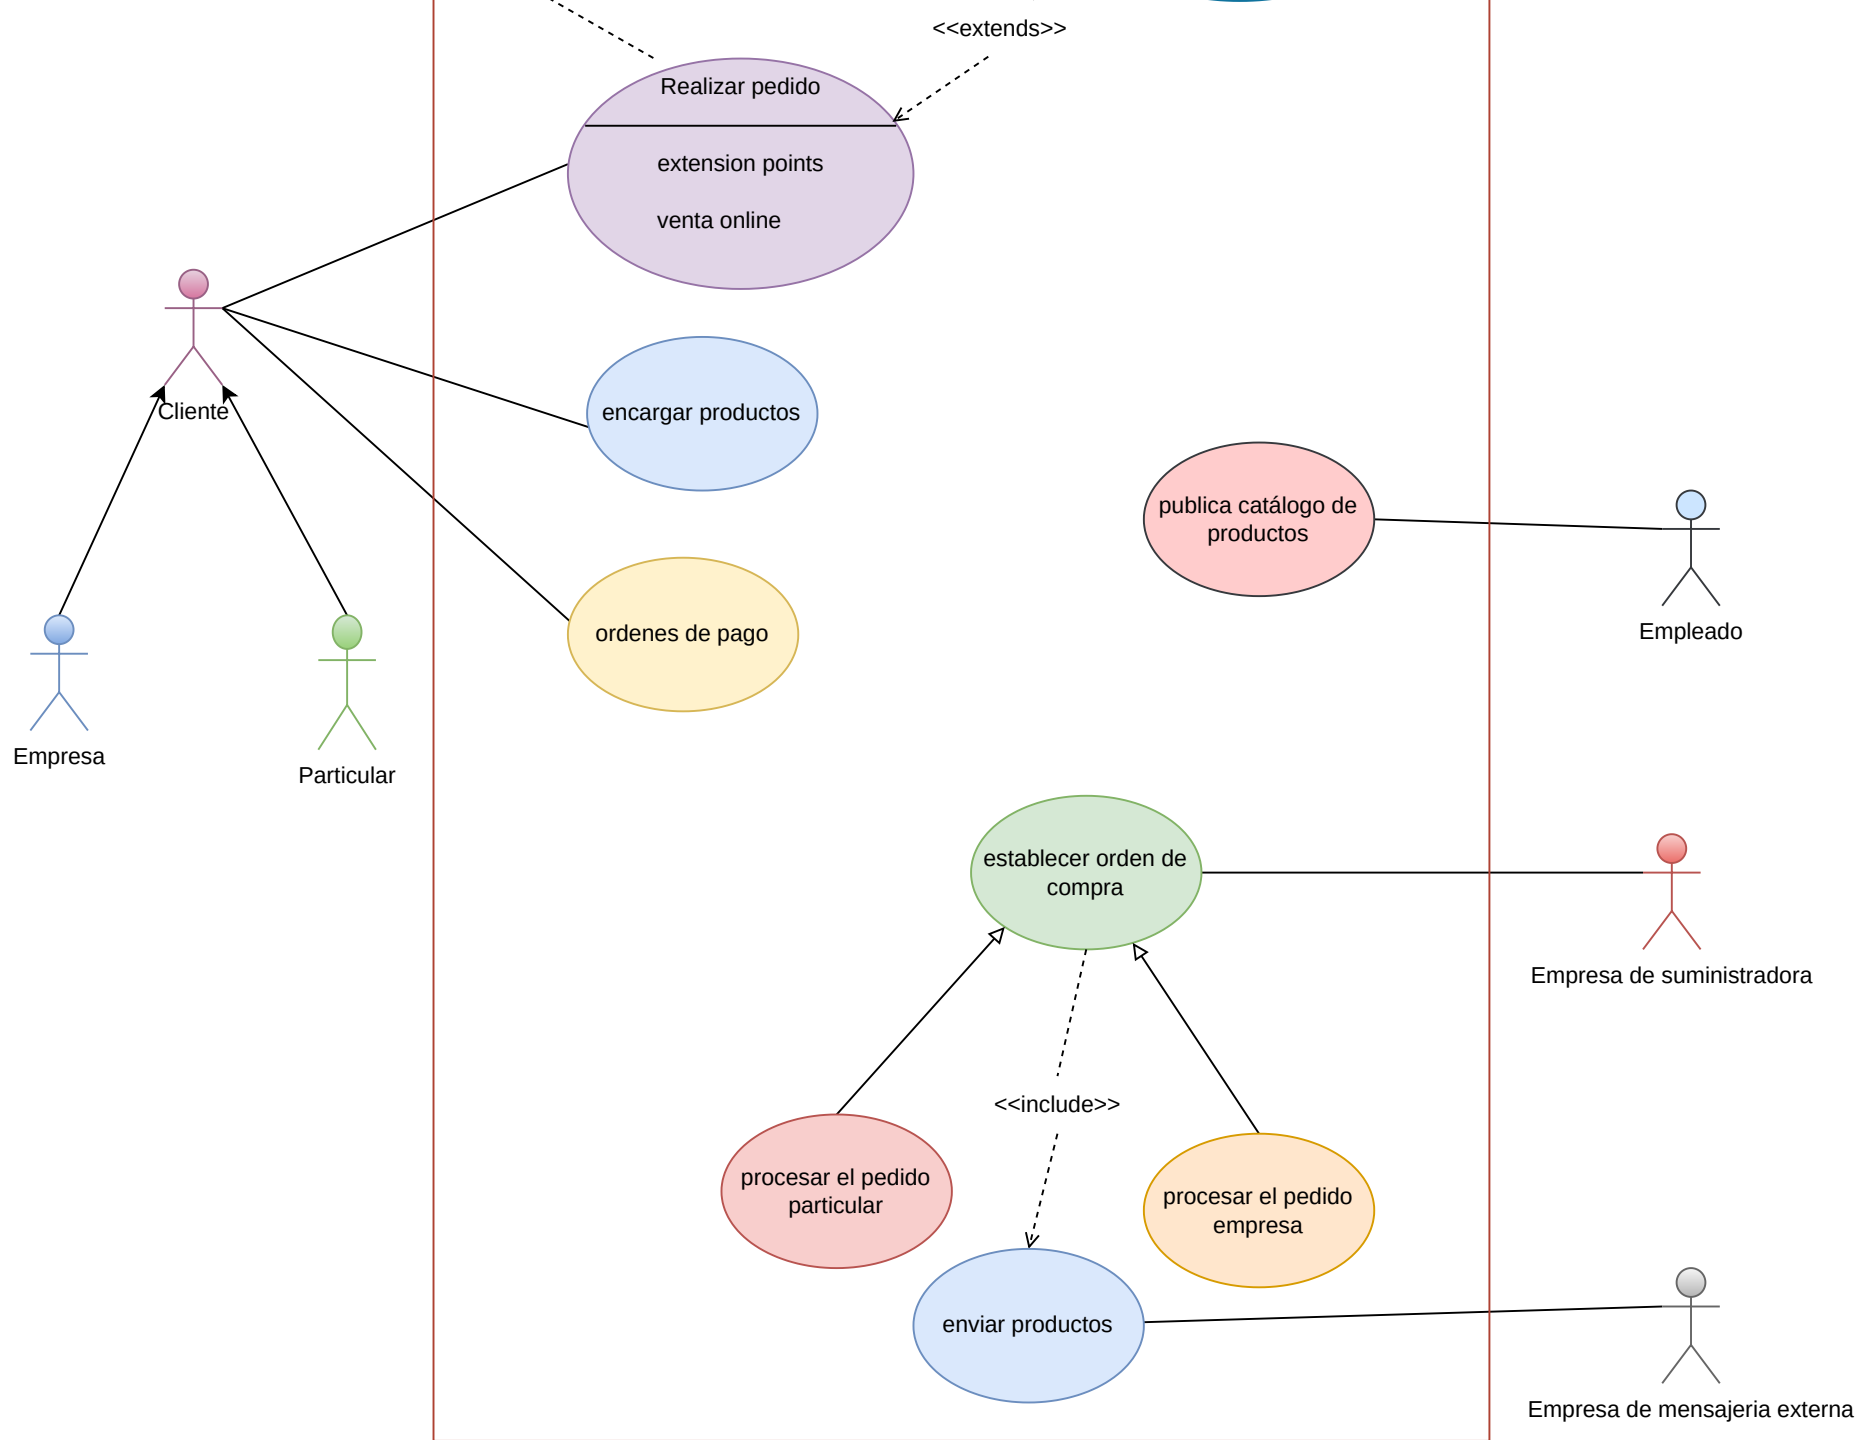 <<extends>>
Realizar pedido
extension points
venta online
Cliente
encargar productos
publica catálogo de
productos
ordenes de pago
Empleado
Empresa
Particular
establecer orden de
compra
Empresa de suministradora
<<include>>
procesar el pedido
particular
procesar el pedido
empresa
enviar productos
Empresa de mensajeria externa